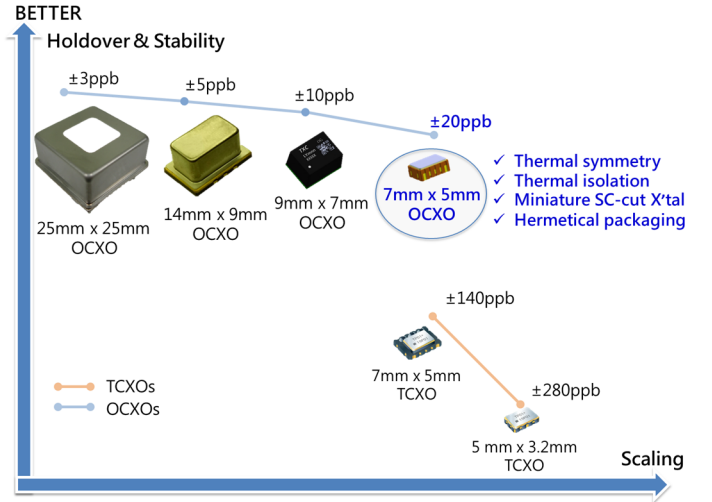 BETTER
Holdover & Stability
±3ppb
±5ppb
±10ppb
±20ppb
TXC
25mm x 25mm
OCXO
14mm x 9mm
OCXO
9mm x 7mm
OCXO
7mm x 5mm
OCXO
✓ Thermal symmetry
✓ Thermal isolation
✓ Miniature SC-cut X'tal
✓ Hermetical packaging
±140ppb
7mm x 5mm
TCXO
±280ppb
5 mm x 3.2mm
TCXO
TCXOs
OCXOs
Scaling